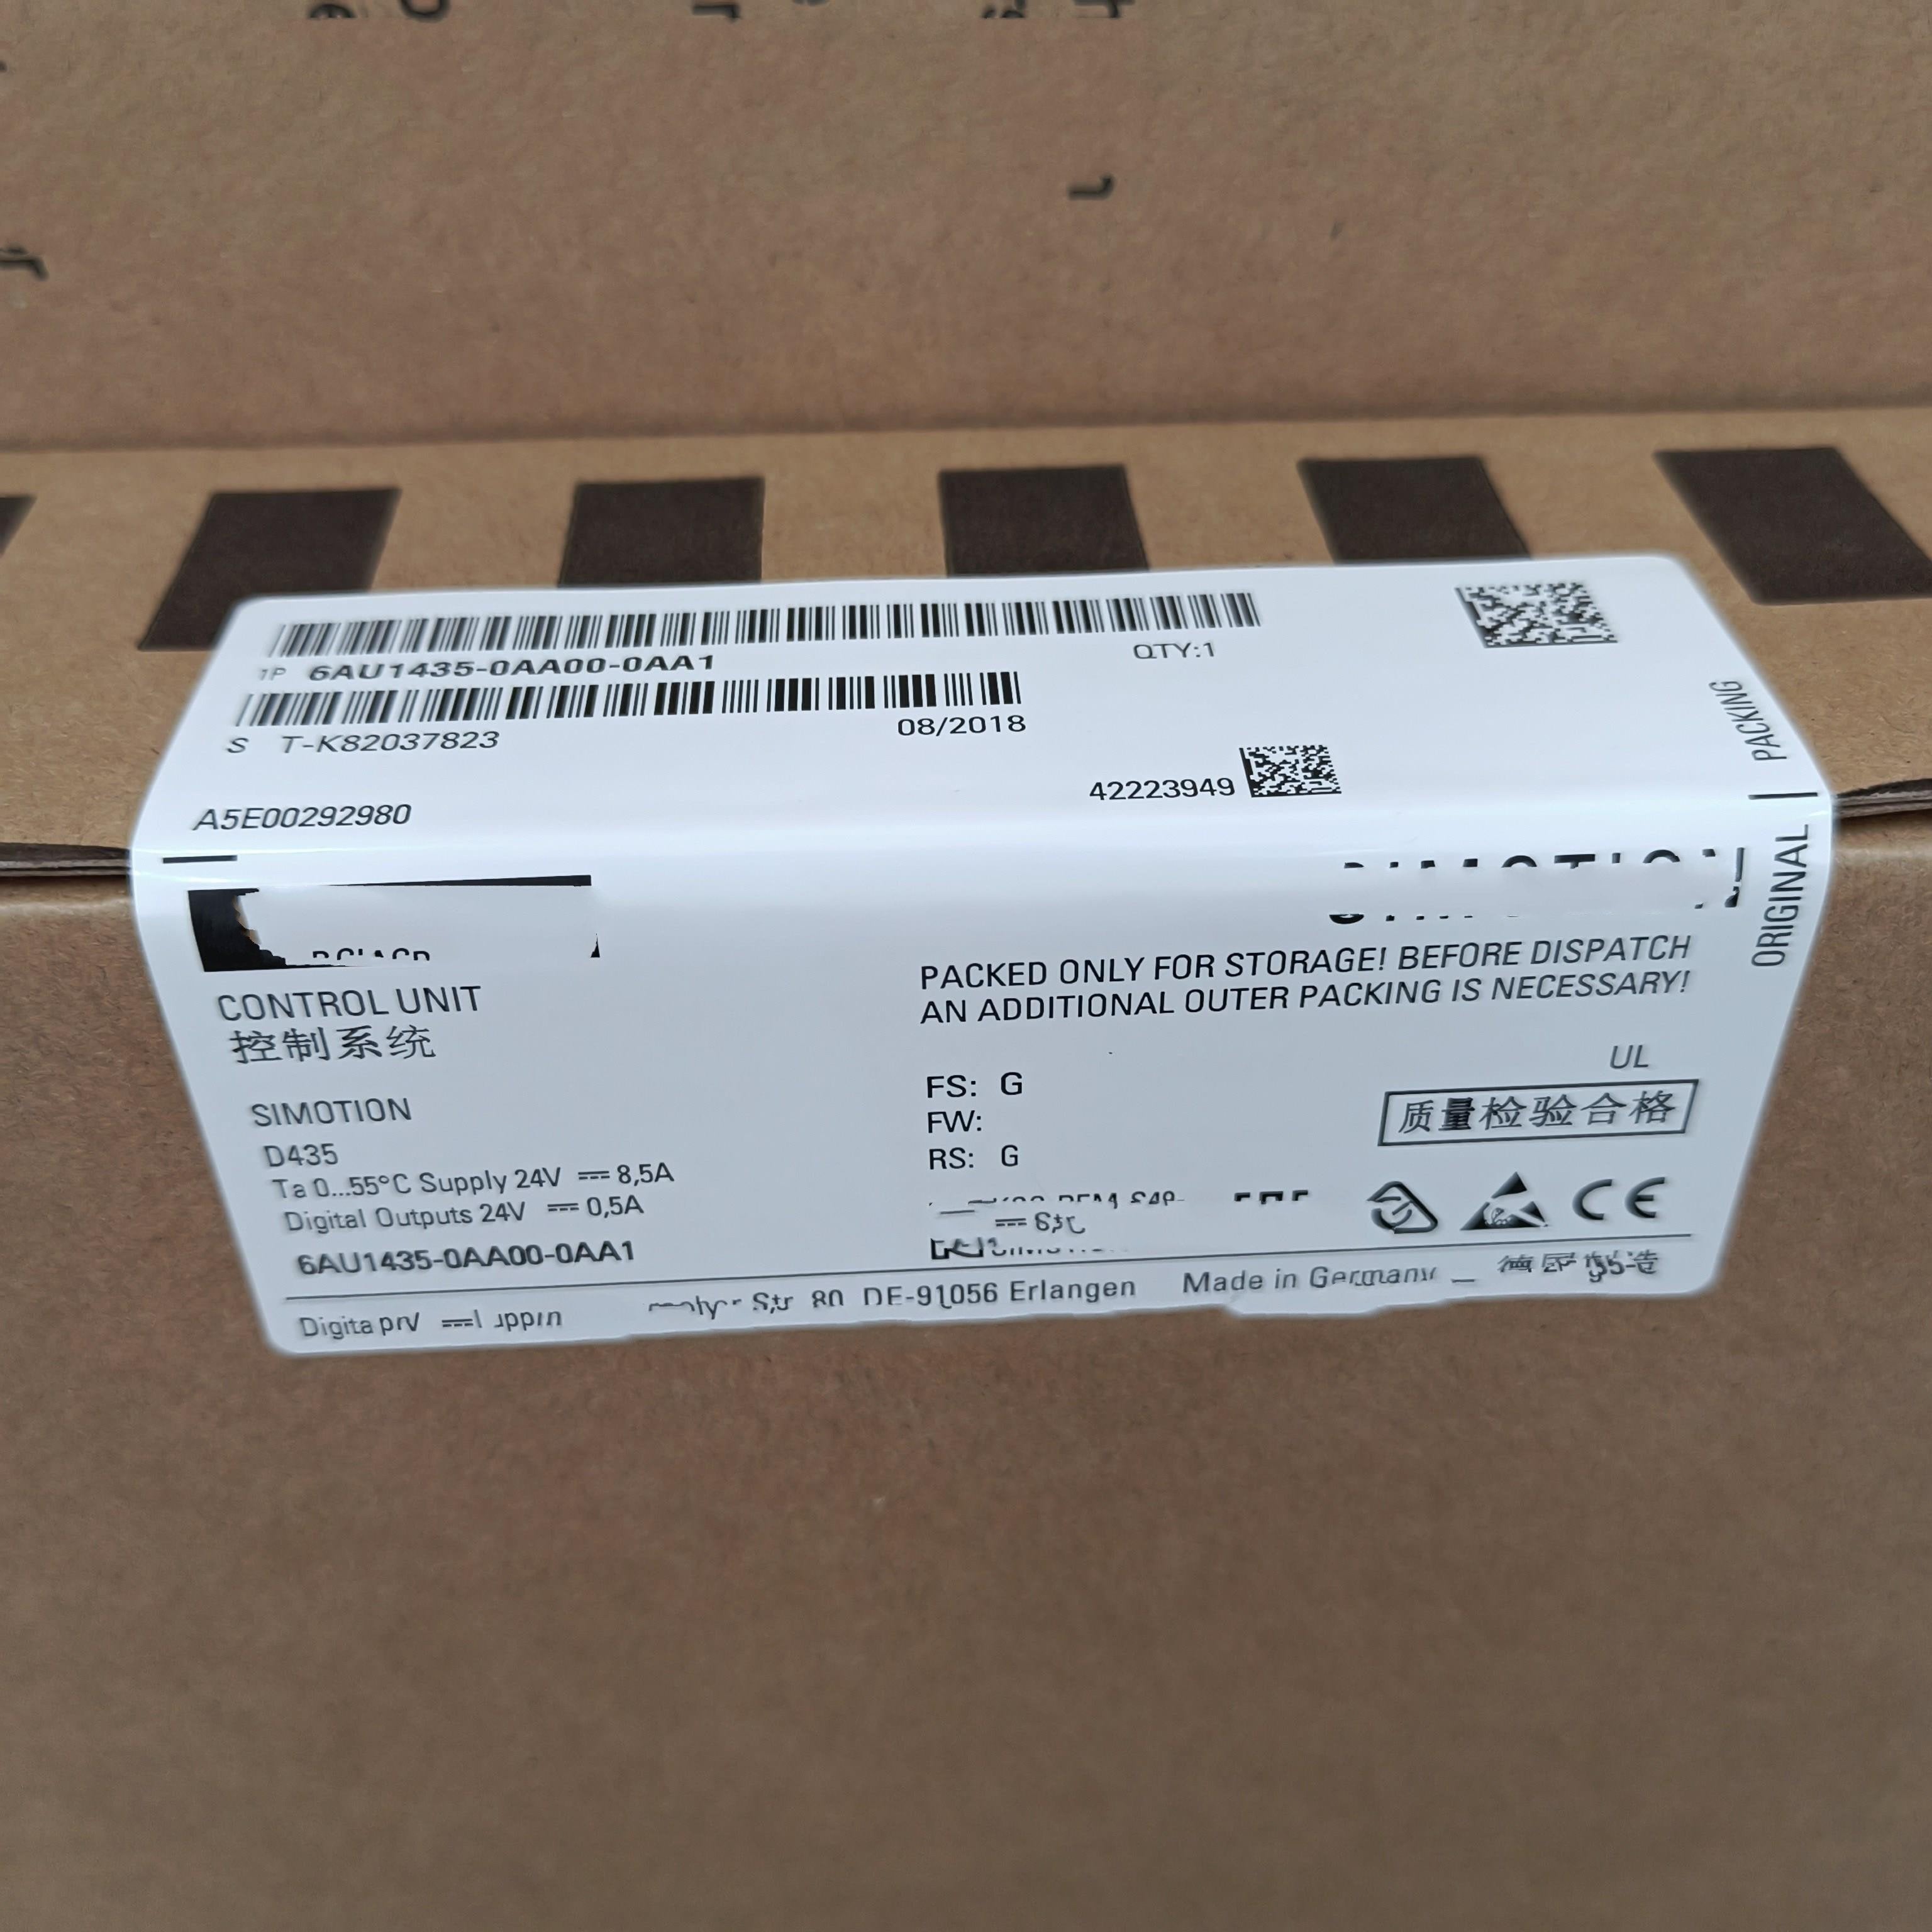 1P 6AU1435-0AA00-0AA1
QTY:1
S T-K82037823
08/2018
42223949
A5E00292980
ORIGINAL PACKING
PACKED ONLY FOR STORAGE! BEFORE DISPATCH
AN ADDITIONAL OUTER PACKING IS NECESSARY!
CONTROL UNIT
控制系统
SIMOTION
D435
Ta 0...55°C Supply 24V ⎓ 8,5A
Digital Outputs 24V ⎓ 0,5A
6AU1435-0AA00-0AA1
FS: G
FW:
RS: G
UL
质量检验合格
CE
Str. 80 DE-91056 Erlangen
Made in Germany